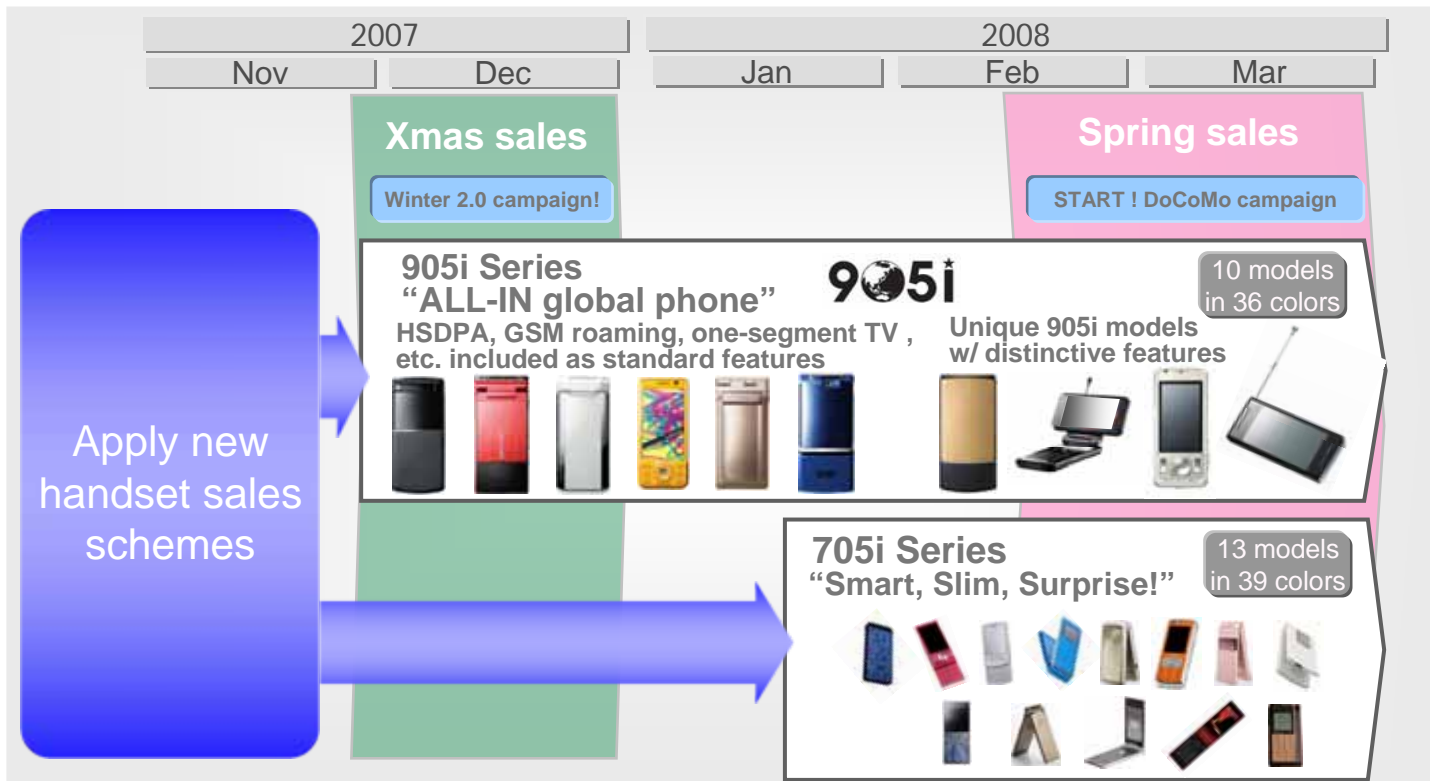 2007
2008
Nov
Dec
Jan
Feb
Mar
Xmas sales
Spring sales
Winter 2.0 campaign!
START ! DoCoMo campaign
Apply new
handset sales
schemes
905i Series
“ALL-IN global phone”
HSDPA, GSM roaming, one-segment TV ,
etc. included as standard features
905i
10 models
in 36 colors
Unique 905i models
w/ distinctive features
705i Series
“Smart, Slim, Surprise!”
13 models
in 39 colors